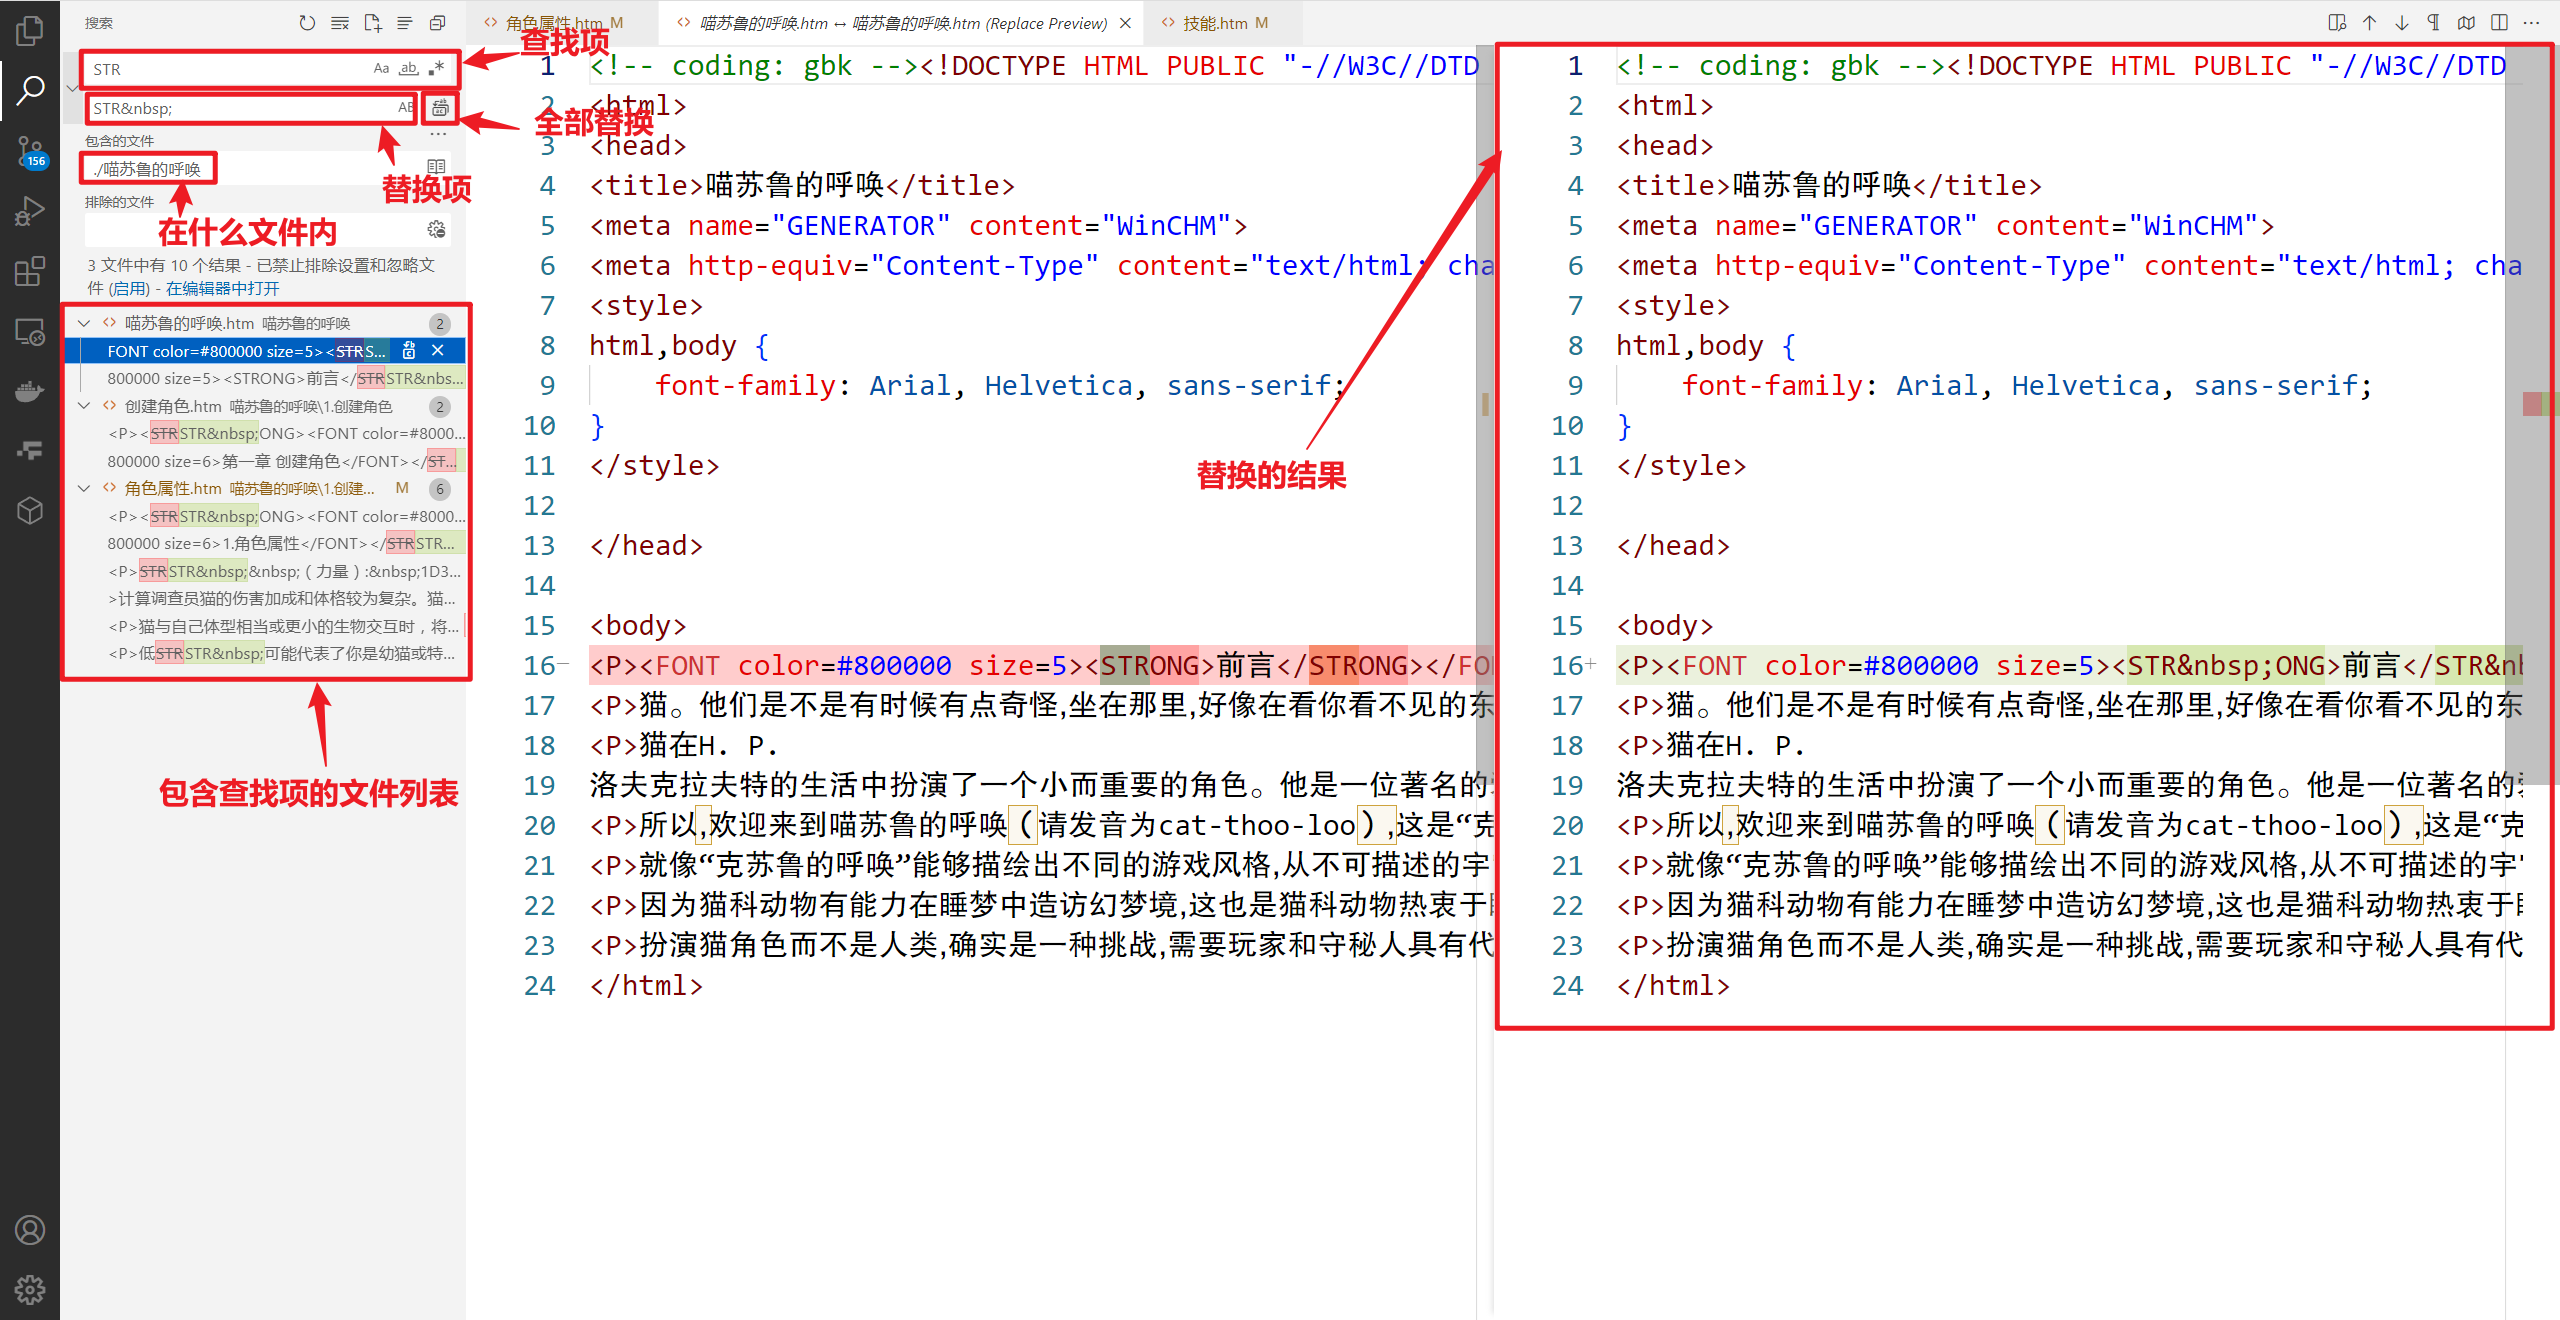 搜索
角色属性.htm M
喵苏鲁的呼唤.htm ↔ 喵苏鲁的呼唤.htm (Replace Preview)
技能.htm M
查找项
STR
Aa ab
STR&nbsp;
AB
全部替换
包含的文件
./喵苏鲁的呼唤
替换项
排除的文件
在什么文件内
156
3 文件中有 10 个结果 - 已禁止排除设置和忽略文
件 (启用) - 在编辑器中打开
喵苏鲁的呼唤.htm 喵苏鲁的呼唤 2
FONT color=#800000 size=5><STRS...
800000 size=5><STRONG>前言</STRSTR&nbs...
创建角色.htm 喵苏鲁的呼唤\1.创建角色 2
<P><STRSTR&nbsp;ONG><FONT color=#8000...
800000 size=6>第一章 创建角色</FONT></ST...
角色属性.htm 喵苏鲁的呼唤\1.创建... M 6
<P><STRSTR&nbsp;ONG><FONT color=#8000...
800000 size=6>1.角色属性</FONT></STRSTR...
<P>STRSTR&nbsp;&nbsp;（力量）:&nbsp;1D3...
>计算调查员猫的伤害加成和体格较为复杂。猫...
<P>猫与自己体型相当或更小的生物交互时，将...
<P>低STRSTR&nbsp;可能代表了你是幼猫或特...
包含查找项的文件列表
1 <!-- coding: gbk --><!DOCTYPE HTML PUBLIC "-//W3C//DTD
2 <html>
3 <head>
4 <title>喵苏鲁的呼唤</title>
5 <meta name="GENERATOR" content="WinCHM">
6 <meta http-equiv="Content-Type" content="text/html; cha
7 <style>
8 html,body {
9 font-family: Arial, Helvetica, sans-serif;
10 }
11 </style>
12
13 </head>
14
15 <body>
16 <P><FONT color=#800000 size=5><STRONG>前言</STRONG></FO
17 <P>猫。他们是不是有时候有点奇怪,坐在那里,好像在看你看不见的东
18 <P>猫在H. P.
19 洛夫克拉夫特的生活中扮演了一个小而重要的角色。他是一位著名的
20 <P>所以,欢迎来到喵苏鲁的呼唤（请发音为cat-thoo-loo）,这是“克
21 <P>就像“克苏鲁的呼唤”能够描绘出不同的游戏风格,从不可描述的宇
22 <P>因为猫科动物有能力在睡梦中造访幻梦境,这也是猫科动物热衷于
23 <P>扮演猫角色而不是人类,确实是一种挑战,需要玩家和守秘人具有代
24 </html>
替换的结果
1 <!-- coding: gbk --><!DOCTYPE HTML PUBLIC "-//W3C//DTD
2 <html>
3 <head>
4 <title>喵苏鲁的呼唤</title>
5 <meta name="GENERATOR" content="WinCHM">
6 <meta http-equiv="Content-Type" content="text/html; cha
7 <style>
8 html,body {
9 font-family: Arial, Helvetica, sans-serif;
10 }
11 </style>
12
13 </head>
14
15 <body>
16 <P><FONT color=#800000 size=5><STR&nbsp;ONG>前言</STR&n
17 <P>猫。他们是不是有时候有点奇怪,坐在那里,好像在看你看不见的东
18 <P>猫在H. P.
19 洛夫克拉夫特的生活中扮演了一个小而重要的角色。他是一位著名的
20 <P>所以,欢迎来到喵苏鲁的呼唤（请发音为cat-thoo-loo）,这是“克
21 <P>就像“克苏鲁的呼唤”能够描绘出不同的游戏风格,从不可描述的宇
22 <P>因为猫科动物有能力在睡梦中造访幻梦境,这也是猫科动物热衷于
23 <P>扮演猫角色而不是人类,确实是一种挑战,需要玩家和守秘人具有代
24 </html>